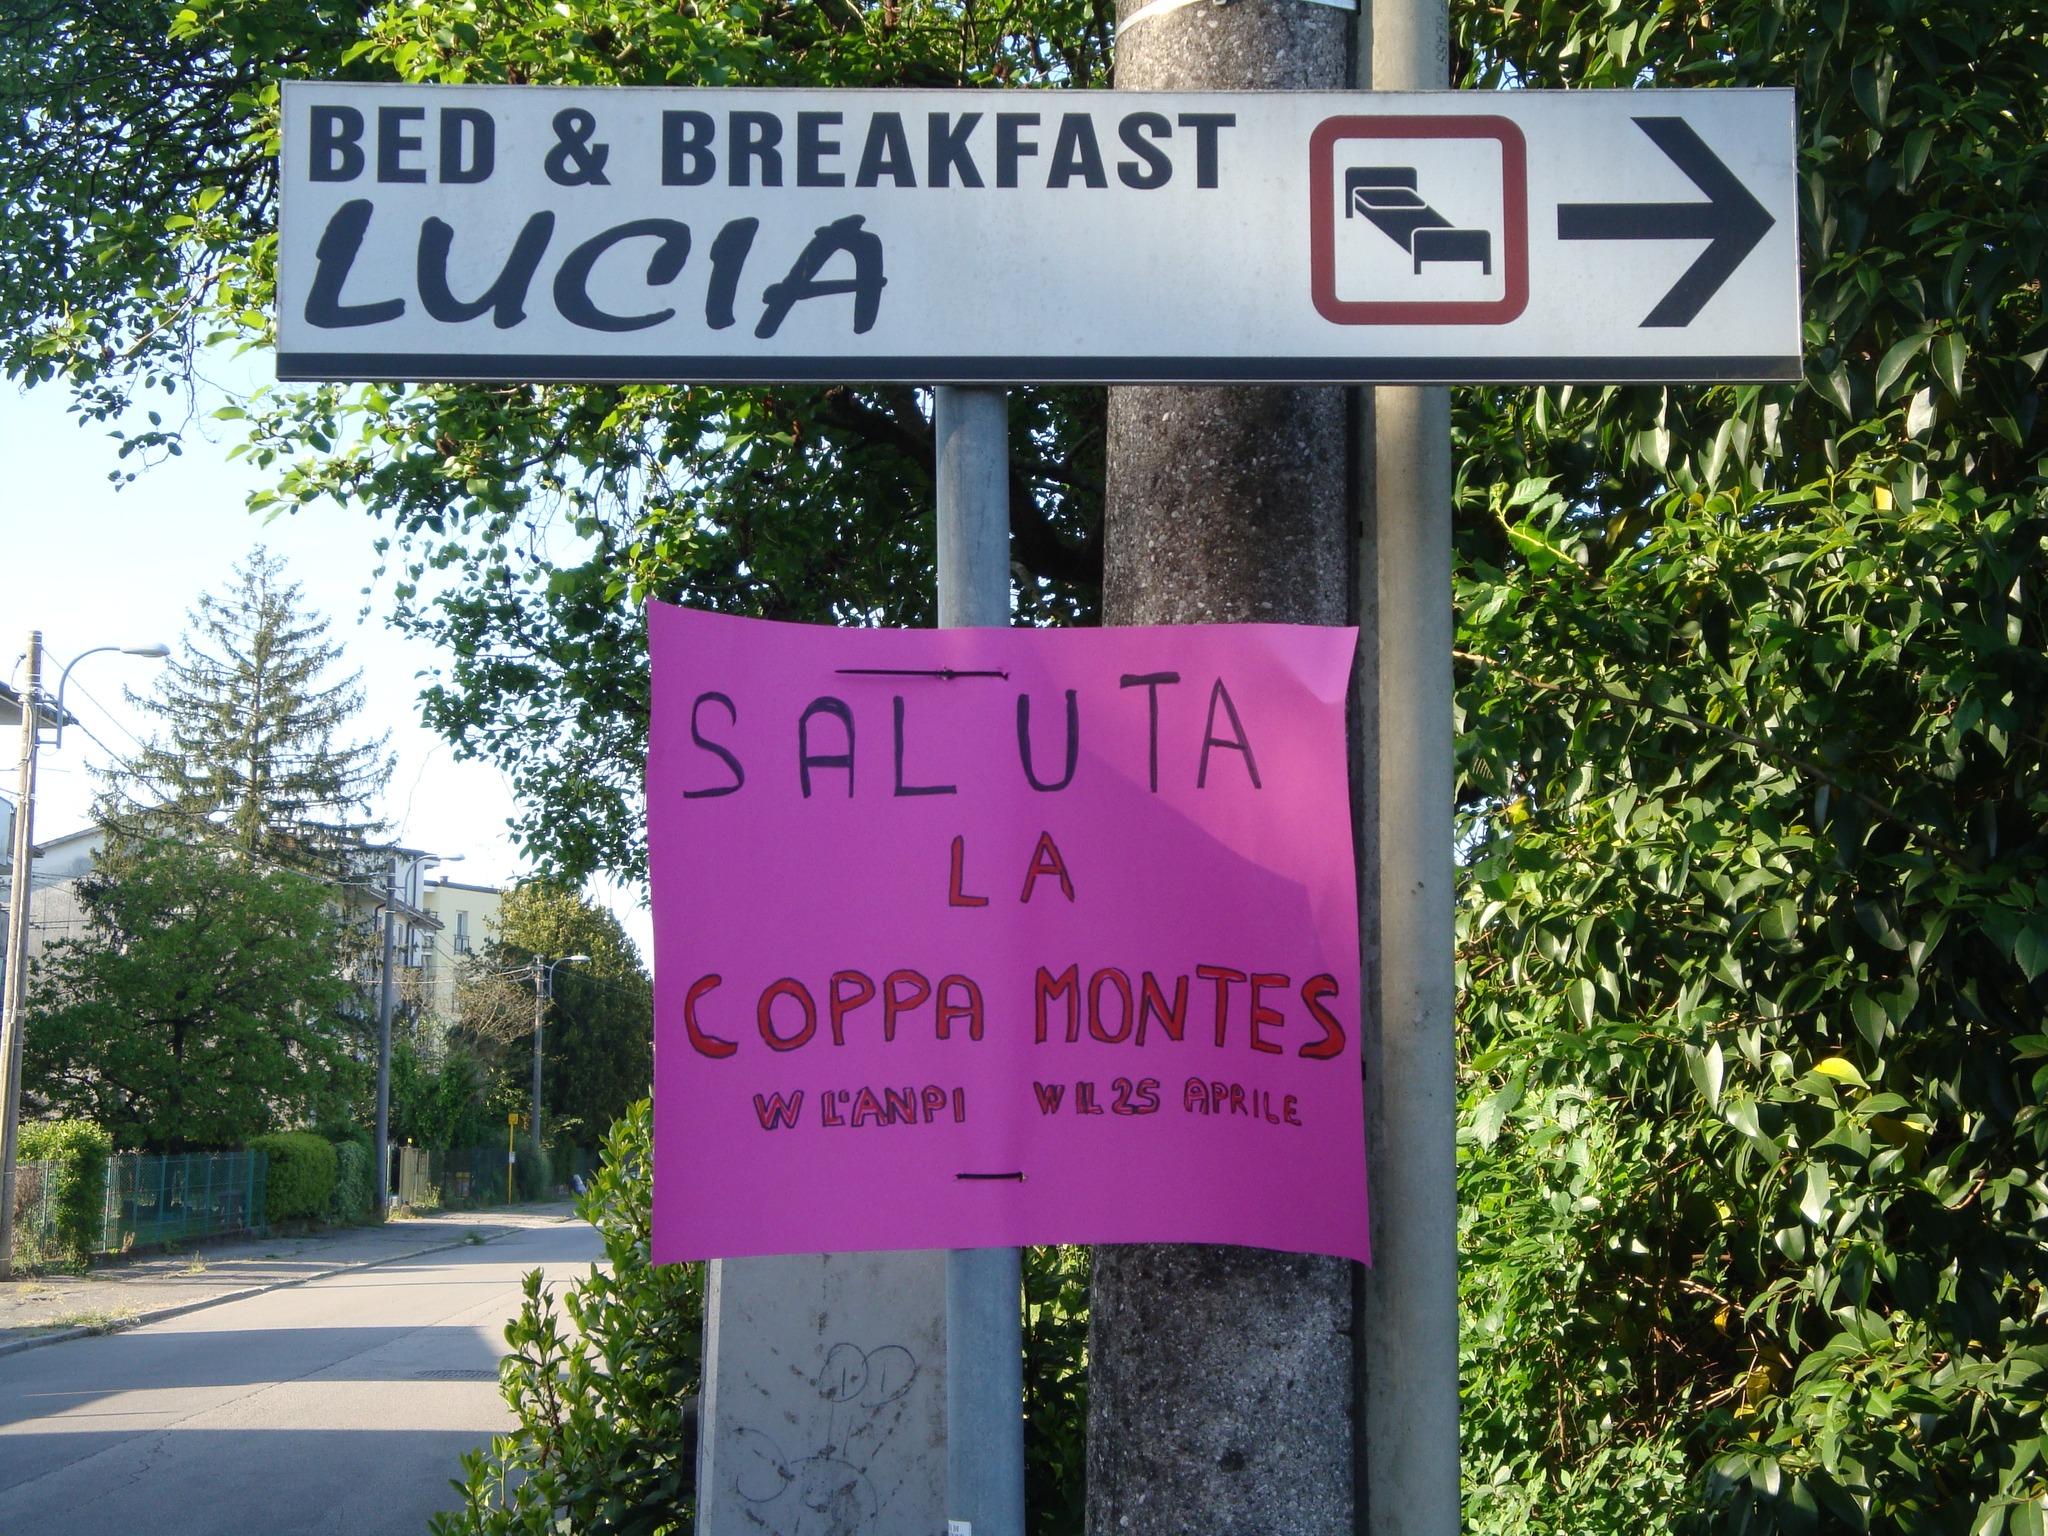 BED & BREAKFAST
LUCIA
SALUTA
LA
COPPA MONTES
W L'ANPI W IL 25 APRILE